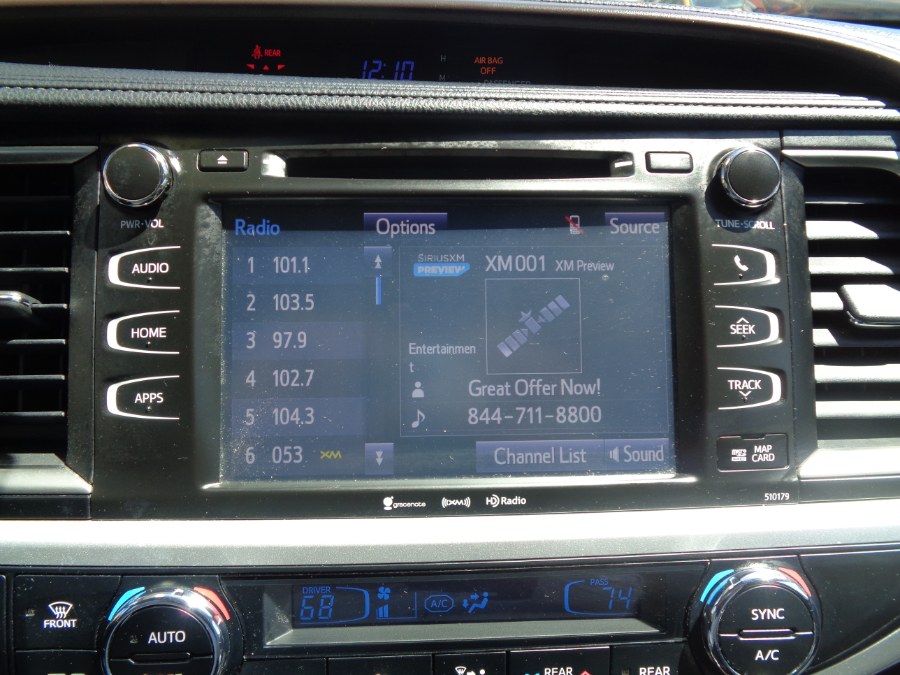 REAR
12:10
H
M
AIR BAG
OFF
PASSENGER
PWR·VOL
TUNE·SCROLL
AUDIO
HOME
APPS
Radio
Options
Source
1 101.1
2 103.5
3 97.9
4 102.7
5 104.3
6 053 XM
SIRIUSXM
PREVIEW
XM001 XM Preview
Entertainmen
t
Great Offer Now!
844-711-8800
Channel List
Sound
SEEK
TRACK
MAP
CARD
gracenote
(XM)
HD Radio
510179
FRONT
AUTO
DRIVER
68
A/C
PASS
74
SYNC
A/C
REAR
REAR